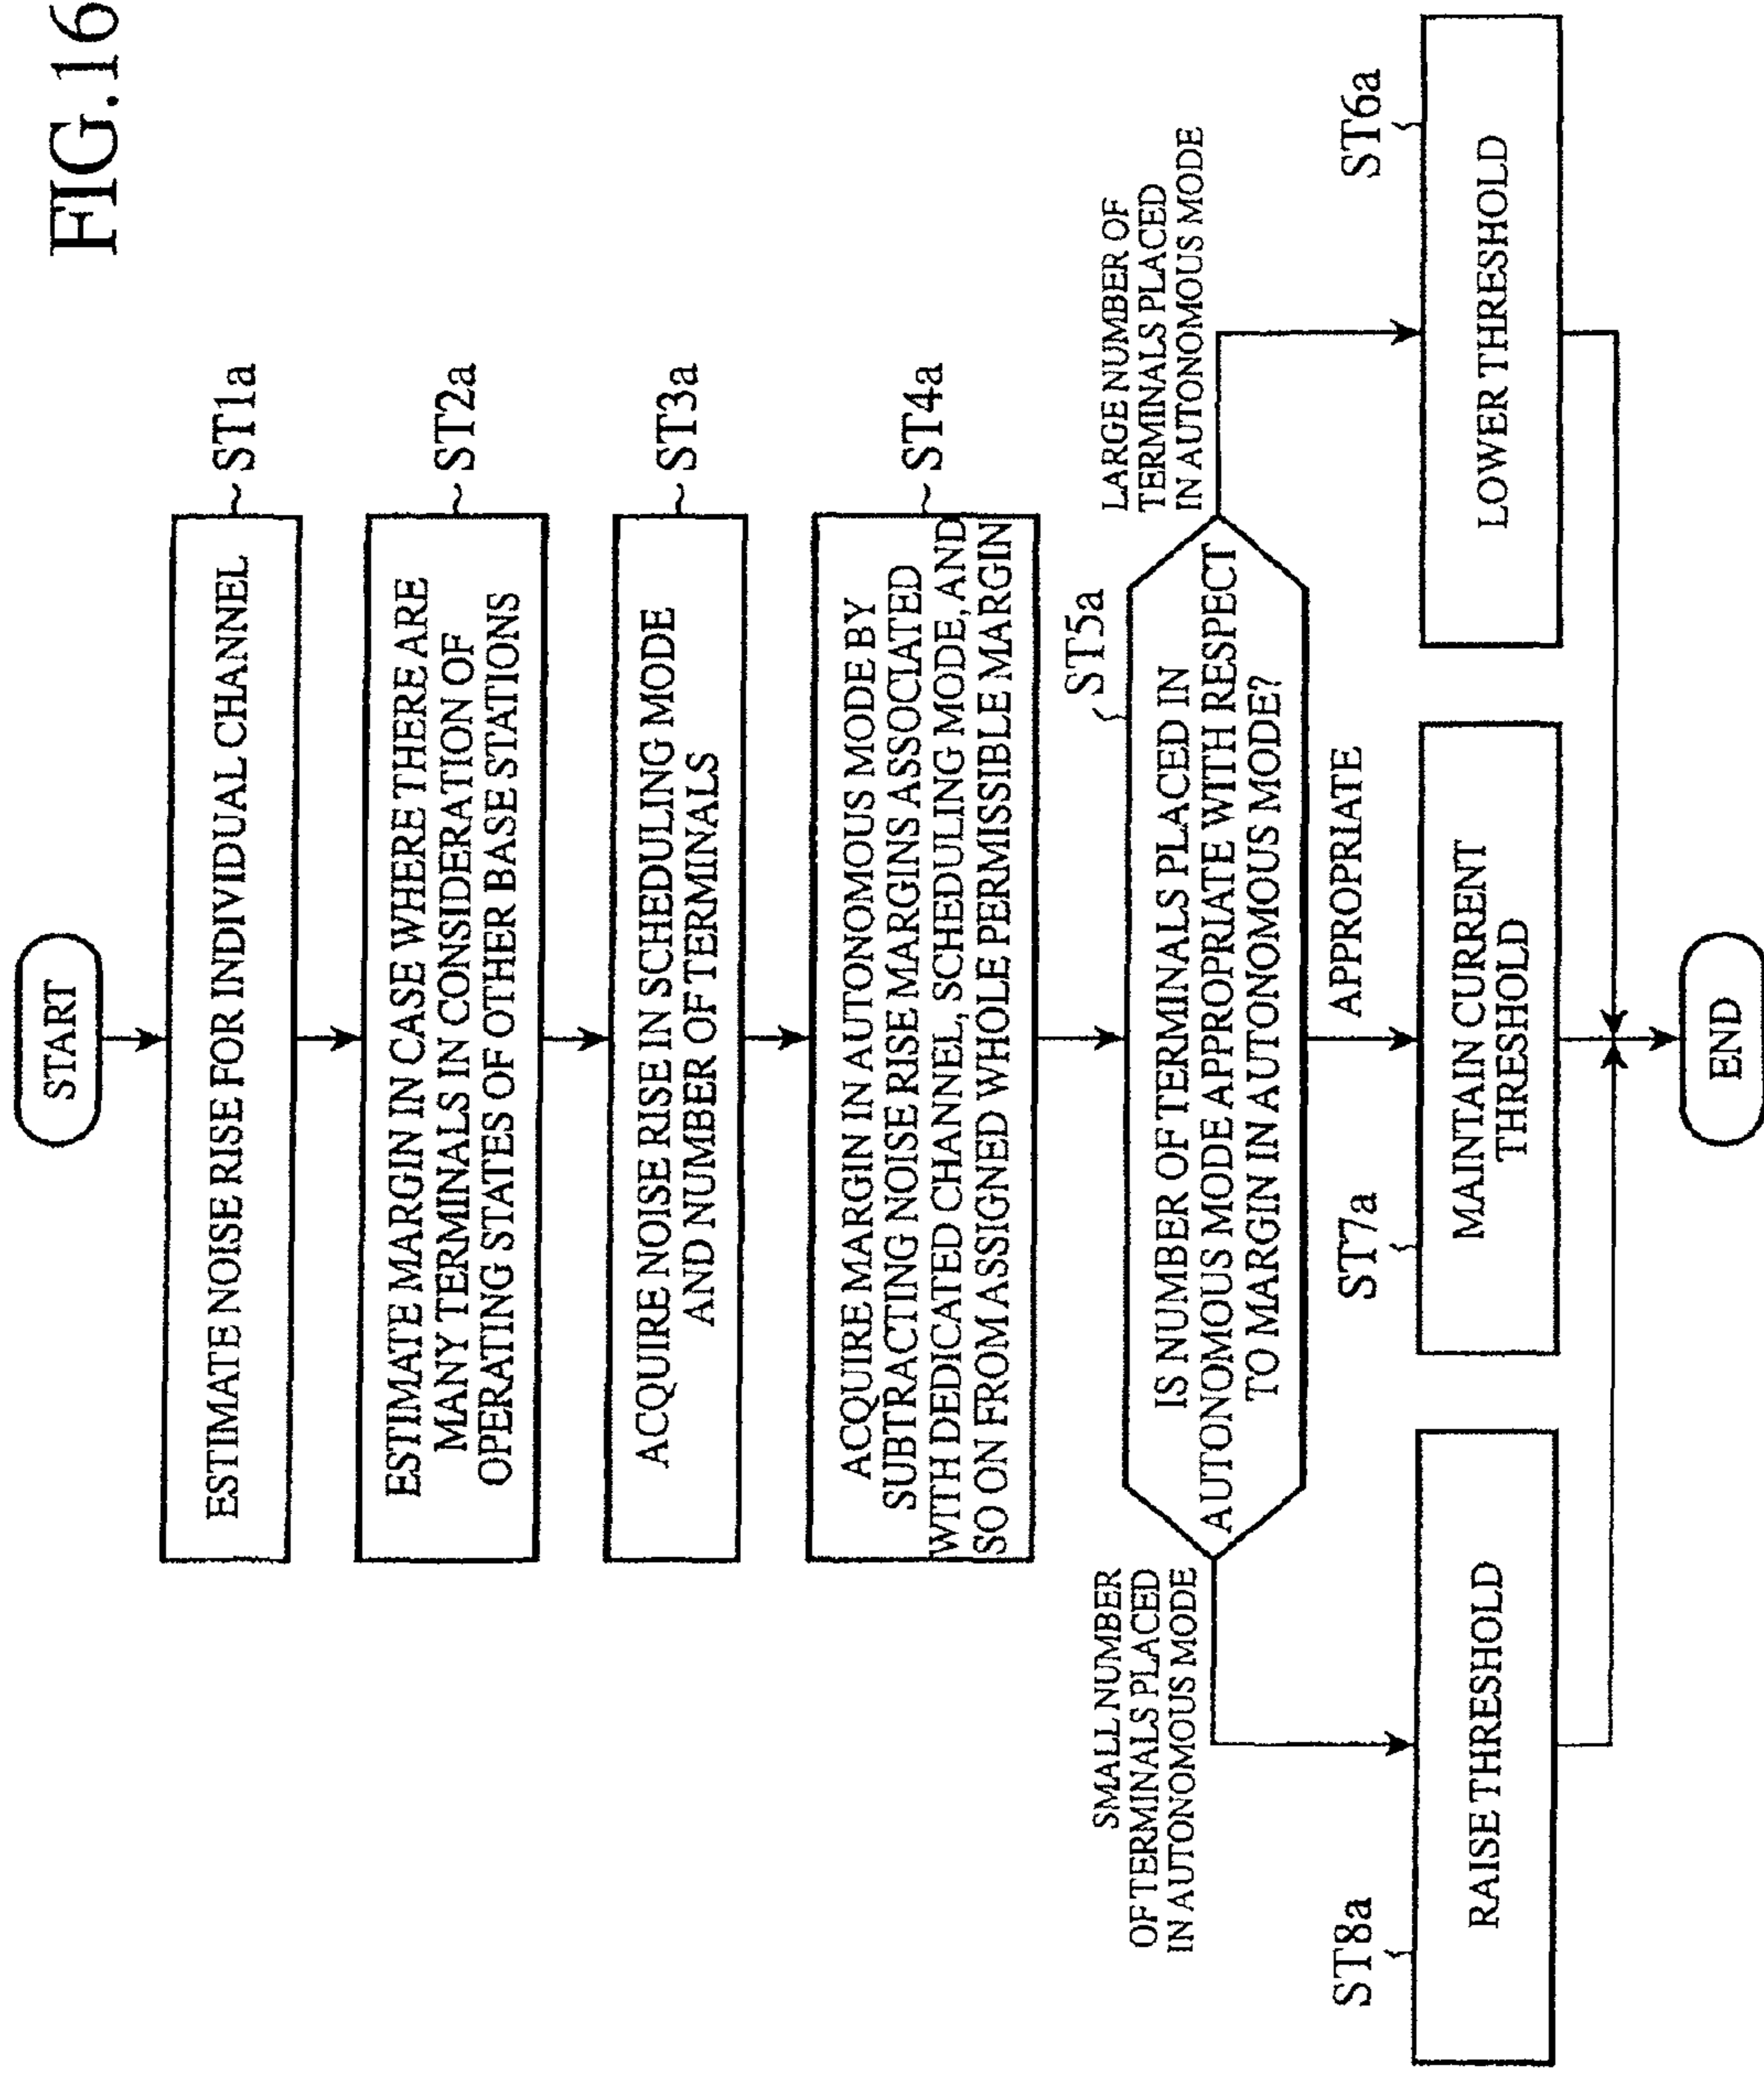 FIG.16
START
ESTIMATE NOISE RISE FOR INDIVIDUAL CHANNEL
~ST1a
ESTIMATE MARGIN IN CASE WHERE THERE ARE
MANY TERMINALS IN CONSIDERATION OF
OPERATING STATES OF OTHER BASE STATIONS
~ST2a
ACQUIRE NOISE RISE IN SCHEDULING MODE
AND NUMBER OF TERMINALS
~ST3a
ACQUIRE MARGIN IN AUTONOMOUS MODE BY
SUBTRACTING NOISE RISE MARGINS ASSOCIATED
WITH DEDICATED CHANNEL, SCHEDULING MODE, AND
SO ON FROM ASSIGNED WHOLE PERMISSIBLE MARGIN
~ST4a
ST5a
IS NUMBER OF TERMINALS PLACED IN
AUTONOMOUS MODE APPROPRIATE WITH RESPECT
TO MARGIN IN AUTONOMOUS MODE?
SMALL NUMBER
OF TERMINALS PLACED
IN AUTONOMOUS MODE
APPROPRIATE
LARGE NUMBER OF
TERMINALS PLACED
IN AUTONOMOUS MODE
ST8a
RAISE THRESHOLD
ST7a
MAINTAIN CURRENT
THRESHOLD
ST6a
LOWER THRESHOLD
END